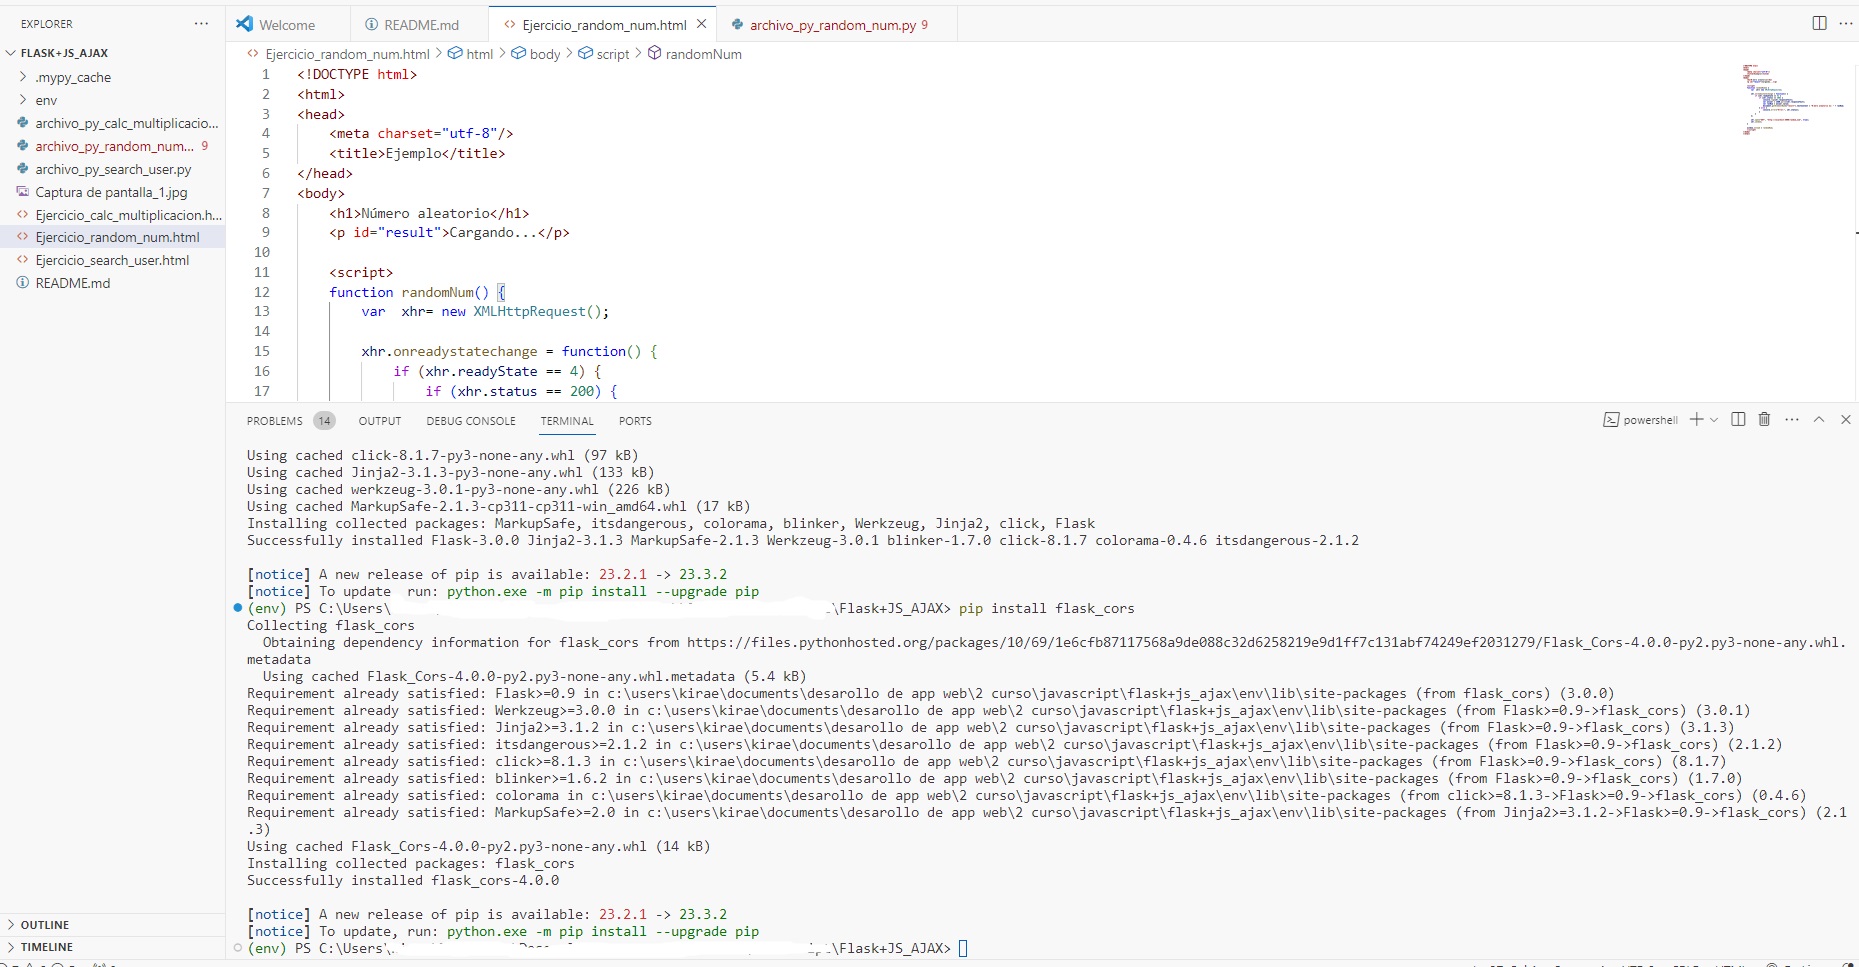 EXPLORER
FLASK+JS_AJAX
.mypy_cache
env
archivo_py_calc_multiplicacio...
archivo_py_random_num... 9
archivo_py_search_user.py
Captura de pantalla_1.jpg
Ejercicio_calc_multiplicacion.h...
Ejercicio_random_num.html
Ejercicio_search_user.html
README.md
OUTLINE
TIMELINE
Welcome README.md Ejercicio_random_num.html archivo_py_random_num.py 9
Ejercicio_random_num.html > html > body > script > randomNum
1 <!DOCTYPE html>
2 <html>
3 <head>
4 <meta charset="utf-8"/>
5 <title>Ejemplo</title>
6 </head>
7 <body>
8 <h1>Número aleatorio</h1>
9 <p id="result">Cargando...</p>
10
11 <script>
12 function randomNum() {
13 var  xhr= new XMLHttpRequest();
14
15 xhr.onreadystatechange = function() {
16 if (xhr.readyState == 4) {
17 if (xhr.status == 200) {
PROBLEMS 14 OUTPUT DEBUG CONSOLE TERMINAL PORTS powershell
Using cached click-8.1.7-py3-none-any.whl (97 kB)
Using cached Jinja2-3.1.3-py3-none-any.whl (133 kB)
Using cached werkzeug-3.0.1-py3-none-any.whl (226 kB)
Using cached MarkupSafe-2.1.3-cp311-cp311-win_amd64.whl (17 kB)
Installing collected packages: MarkupSafe, itsdangerous, colorama, blinker, Werkzeug, Jinja2, click, Flask
Successfully installed Flask-3.0.0 Jinja2-3.1.3 MarkupSafe-2.1.3 Werkzeug-3.0.1 blinker-1.7.0 click-8.1.7 colorama-0.4.6 itsdangerous-2.1.2
[notice] A new release of pip is available: 23.2.1 -> 23.3.2
[notice] To update  run: python.exe -m pip install --upgrade pip
(env) PS C:\Users\ \Flask+JS_AJAX> pip install flask_cors
Collecting flask_cors
Obtaining dependency information for flask_cors from https://files.pythonhosted.org/packages/10/69/1e6cfb87117568a9de088c32d6258219e9d1ff7c131abf74249ef2031279/Flask_Cors-4.0.0-py2.py3-none-any.whl.
metadata
Using cached Flask_Cors-4.0.0-py2.py3-none-any.whl.metadata (5.4 kB)
Requirement already satisfied: Flask>=0.9 in c:\users\kirae\documents\desarollo de app web\2 curso\javascript\flask+js_ajax\env\lib\site-packages (from flask_cors) (3.0.0)
Requirement already satisfied: Werkzeug>=3.0.0 in c:\users\kirae\documents\desarollo de app web\2 curso\javascript\flask+js_ajax\env\lib\site-packages (from Flask>=0.9->flask_cors) (3.0.1)
Requirement already satisfied: Jinja2>=3.1.2 in c:\users\kirae\documents\desarollo de app web\2 curso\javascript\flask+js_ajax\env\lib\site-packages (from Flask>=0.9->flask_cors) (3.1.3)
Requirement already satisfied: itsdangerous>=2.1.2 in c:\users\kirae\documents\desarollo de app web\2 curso\javascript\flask+js_ajax\env\lib\site-packages (from Flask>=0.9->flask_cors) (2.1.2)
Requirement already satisfied: click>=8.1.3 in c:\users\kirae\documents\desarollo de app web\2 curso\javascript\flask+js_ajax\env\lib\site-packages (from Flask>=0.9->flask_cors) (8.1.7)
Requirement already satisfied: blinker>=1.6.2 in c:\users\kirae\documents\desarollo de app web\2 curso\javascript\flask+js_ajax\env\lib\site-packages (from Flask>=0.9->flask_cors) (1.7.0)
Requirement already satisfied: colorama in c:\users\kirae\documents\desarollo de app web\2 curso\javascript\flask+js_ajax\env\lib\site-packages (from click>=8.1.3->Flask>=0.9->flask_cors) (0.4.6)
Requirement already satisfied: MarkupSafe>=2.0 in c:\users\kirae\documents\desarollo de app web\2 curso\javascript\flask+js_ajax\env\lib\site-packages (from Jinja2>=3.1.2->Flask>=0.9->flask_cors) (2.1
.3)
Using cached Flask_Cors-4.0.0-py2.py3-none-any.whl (14 kB)
Installing collected packages: flask_cors
Successfully installed flask_cors-4.0.0
[notice] A new release of pip is available: 23.2.1 -> 23.3.2
[notice] To update, run: python.exe -m pip install --upgrade pip
(env) PS C:\Users\ \Flask+JS_AJAX>